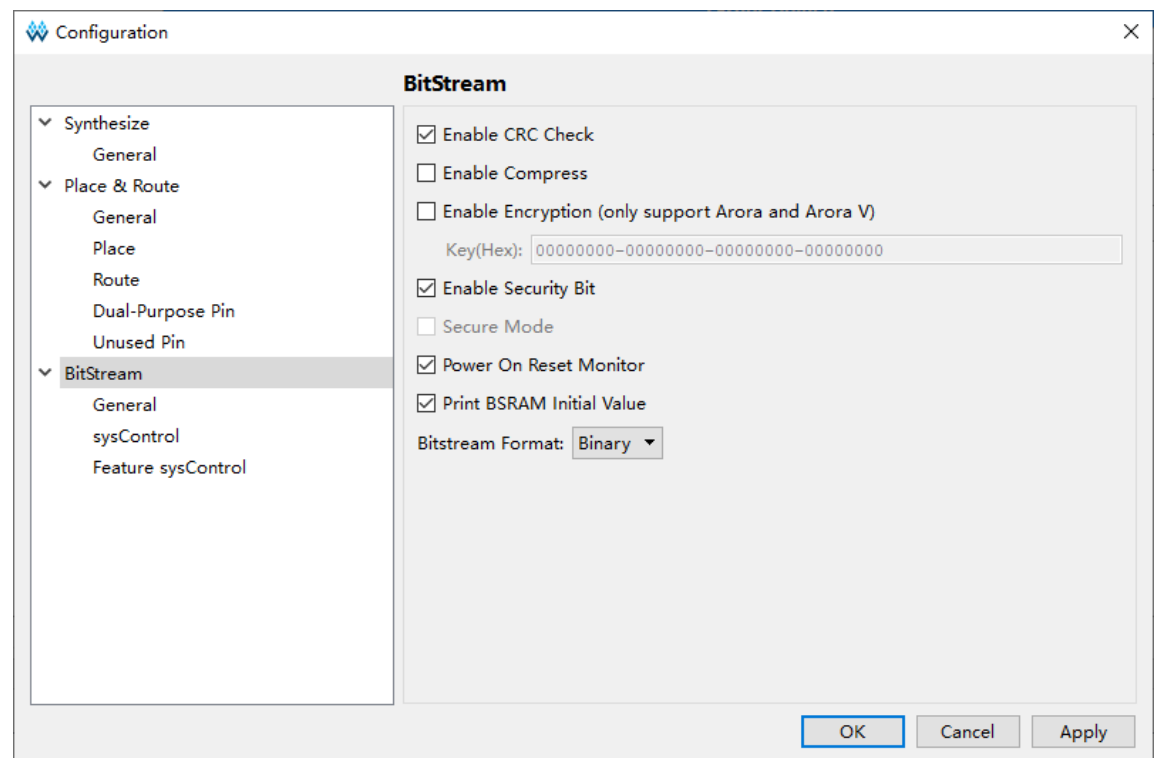 Configuration
BitStream
Synthesize
General
Place & Route
General
Place
Route
Dual-Purpose Pin
Unused Pin
BitStream
General
sysControl
Feature sysControl
Enable CRC Check
Enable Compress
Enable Encryption (only support Arora and Arora V)
Key(Hex): 00000000-00000000-00000000-00000000
Enable Security Bit
Secure Mode
Power On Reset Monitor
Print BSRAM Initial Value
Bitstream Format: Binary
OK Cancel Apply